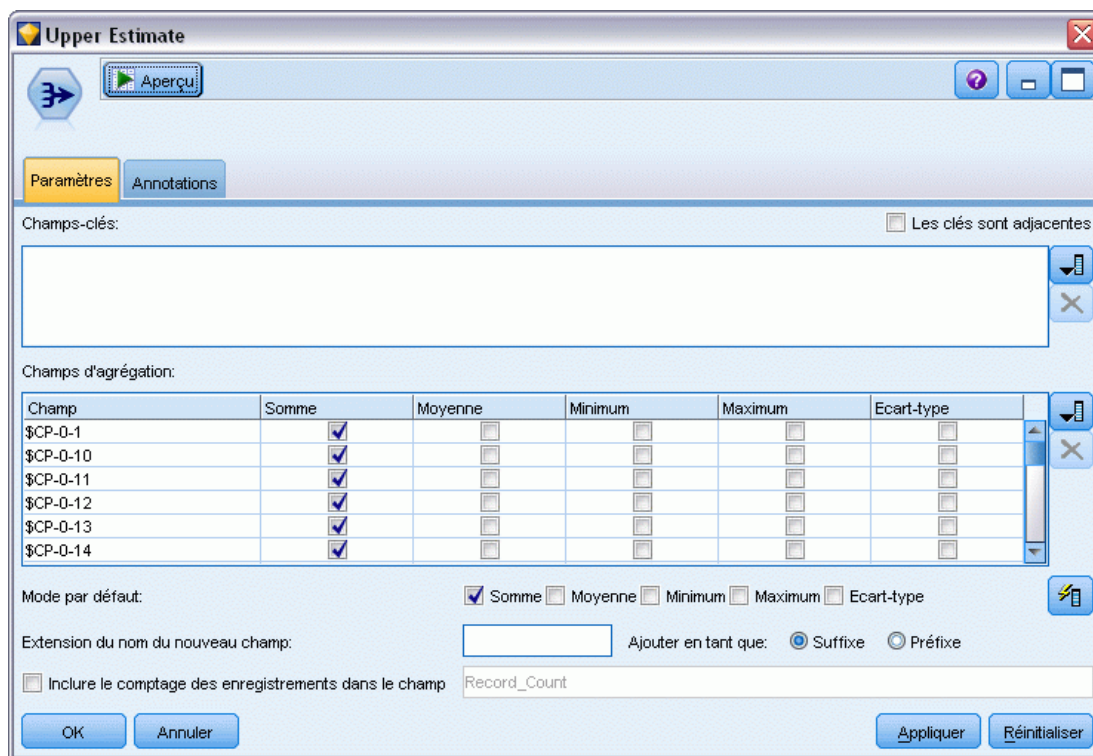 Upper Estimate
Aperçu
Paramètres Annotations
Champs-clés: Les clés sont adjacentes
Champs d'agrégation:
Champ Somme Moyenne Minimum Maximum Ecart-type
$CP-0-1
$CP-0-10
$CP-0-11
$CP-0-12
$CP-0-13
$CP-0-14
Mode par défaut: Somme Moyenne Minimum Maximum Ecart-type
Extension du nom du nouveau champ: Ajouter en tant que: Suffixe Préfixe
Inclure le comptage des enregistrements dans le champ Record_Count
OK Annuler Appliquer Réinitialiser